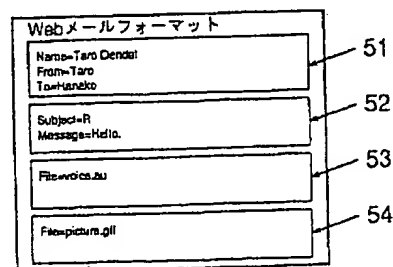 Webメールフォーマット
Name=Taro Dendat
From=Taro
To=Hanako
51
Subject=R
Message=Hello.
52
File=voice.au
53
File=picture.gif
54